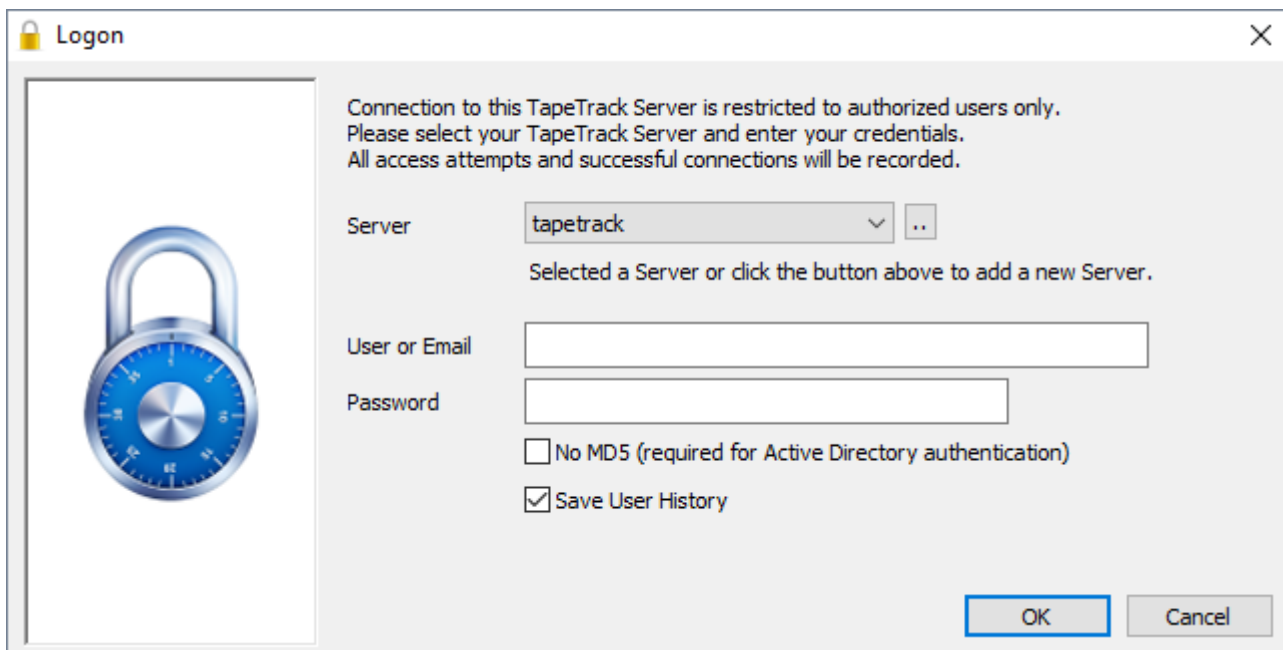 Logon
Connection to this TapeTrack Server is restricted to authorized users only.
Please select your TapeTrack Server and enter your credentials.
All access attempts and successful connections will be recorded.
Server
tapetrack
..
Selected a Server or click the button above to add a new Server.
User or Email
Password
No MD5 (required for Active Directory authentication)
Save User History
OK
Cancel